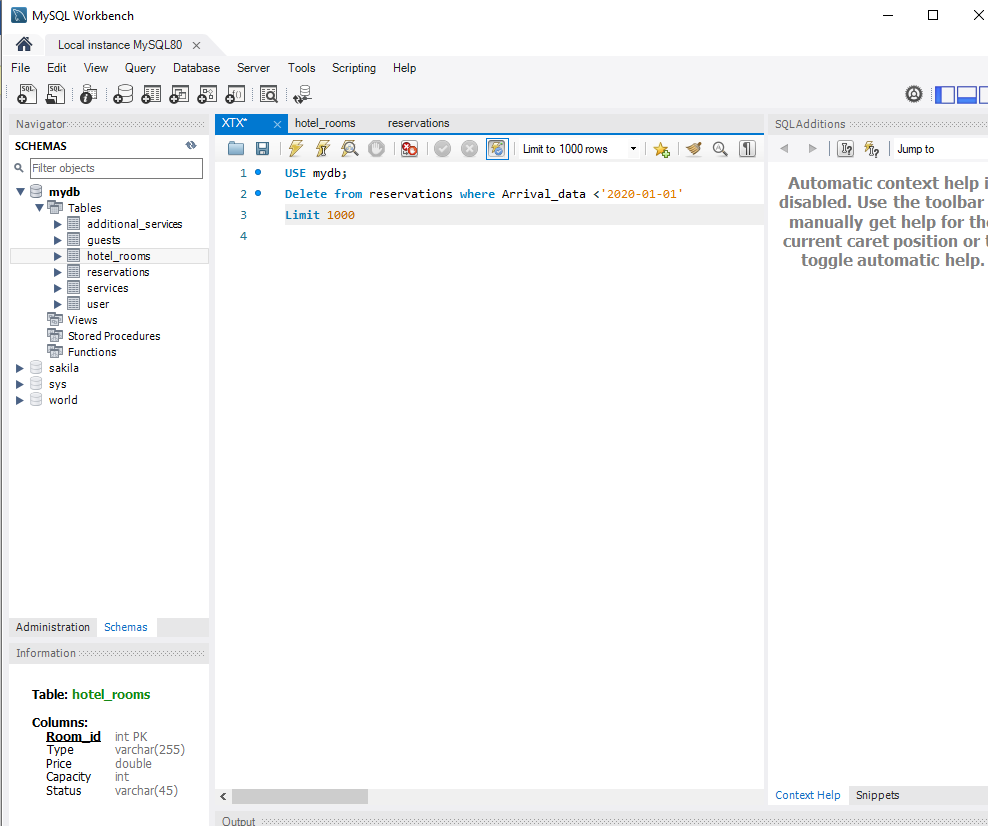 MySQL Workbench
Local instance MySQL80
File Edit View Query Database Server Tools Scripting Help
Navigator
SCHEMAS
Filter objects
mydb
Tables
additional_services
guests
hotel_rooms
reservations
services
user
Views
Stored Procedures
Functions
sakila
sys
world
Administration Schemas
Information
Table: hotel_rooms
Columns:
Room_id int PK
Type varchar(255)
Price double
Capacity int
Status varchar(45)
XTX* hotel_rooms reservations
Limit to 1000 rows
1 USE mydb;
2 Delete from reservations where Arrival_data <'2020-01-01'
3 Limit 1000
4
Output
SQLAdditions
Jump to
Automatic context help i
disabled. Use the toolbar
manually get help for the
current caret position or t
toggle automatic help.
Context Help Snippets